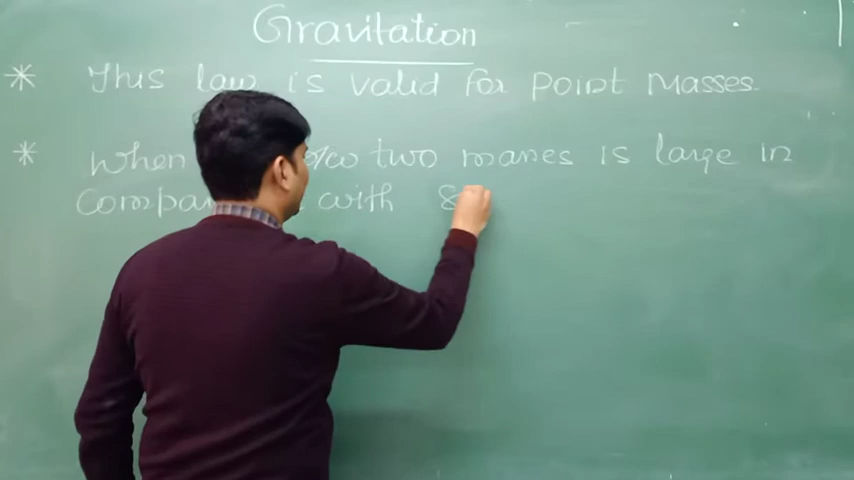 Gravitation
* This law is valid for Point Masses.
* When two masses is large in
with